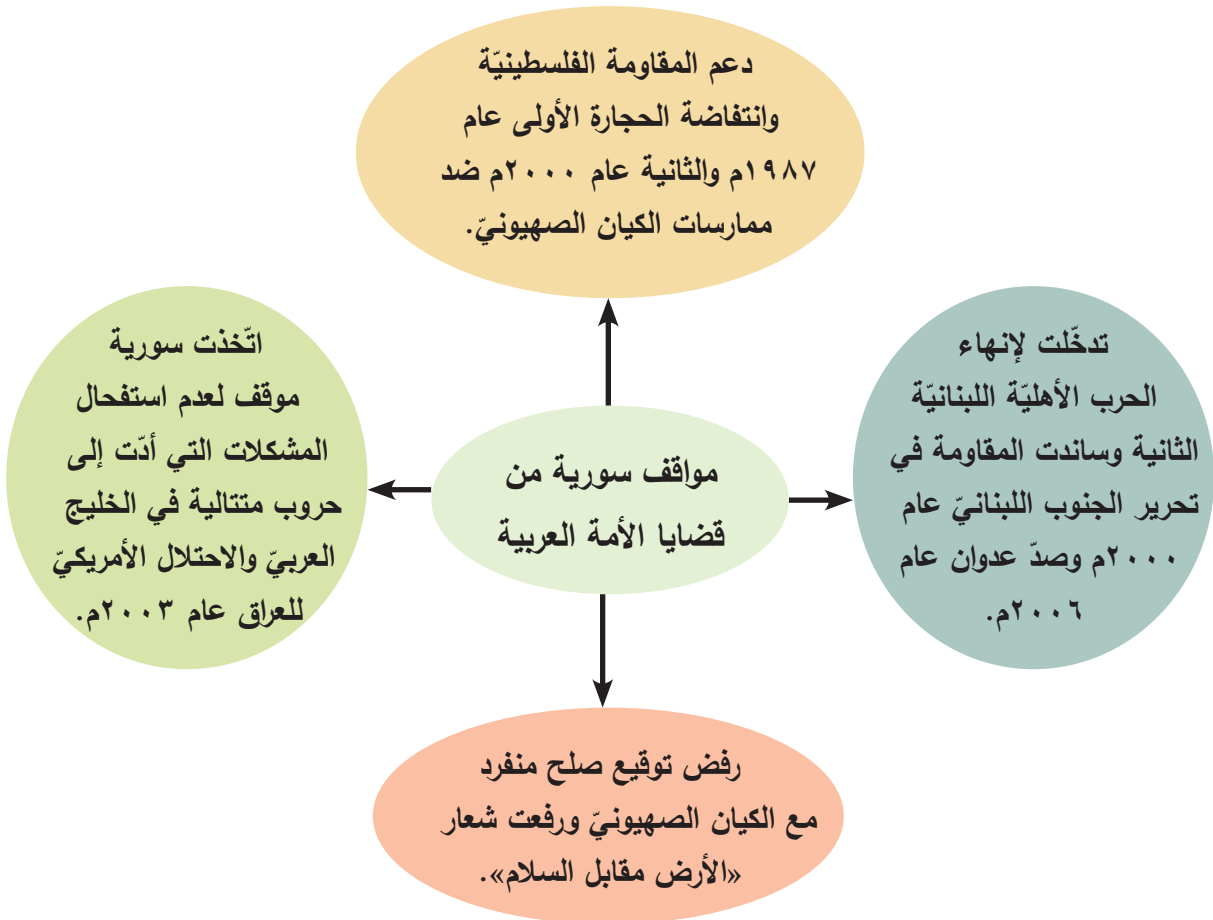 دعم المقاومة الفلسطينيّة
وانتفاضة الحجارة الأولى عام
١٩٨٧م والثانية عام ٢٠٠٠م ضد
ممارسات الكيان الصهيونيّ.
تدخّلت لإنهاء
الحرب الأهليّة اللبنانيّة
الثانية وساندت المقاومة في
تحرير الجنوب اللبنانيّ عام
٢٠٠٠م وصدّ عدوان عام
٢٠٠٦م.
مواقف سورية من
قضايا الأمة العربية
اتّخذت سورية
موقف لعدم استفحال
المشكلات التي أدّت إلى
حروب متتالية في الخليج
العربيّ والاحتلال الأمريكيّ
للعراق عام ٢٠٠٣م.
رفض توقيع صلح منفرد
مع الكيان الصهيونيّ ورفعت شعار
«الأرض مقابل السلام».